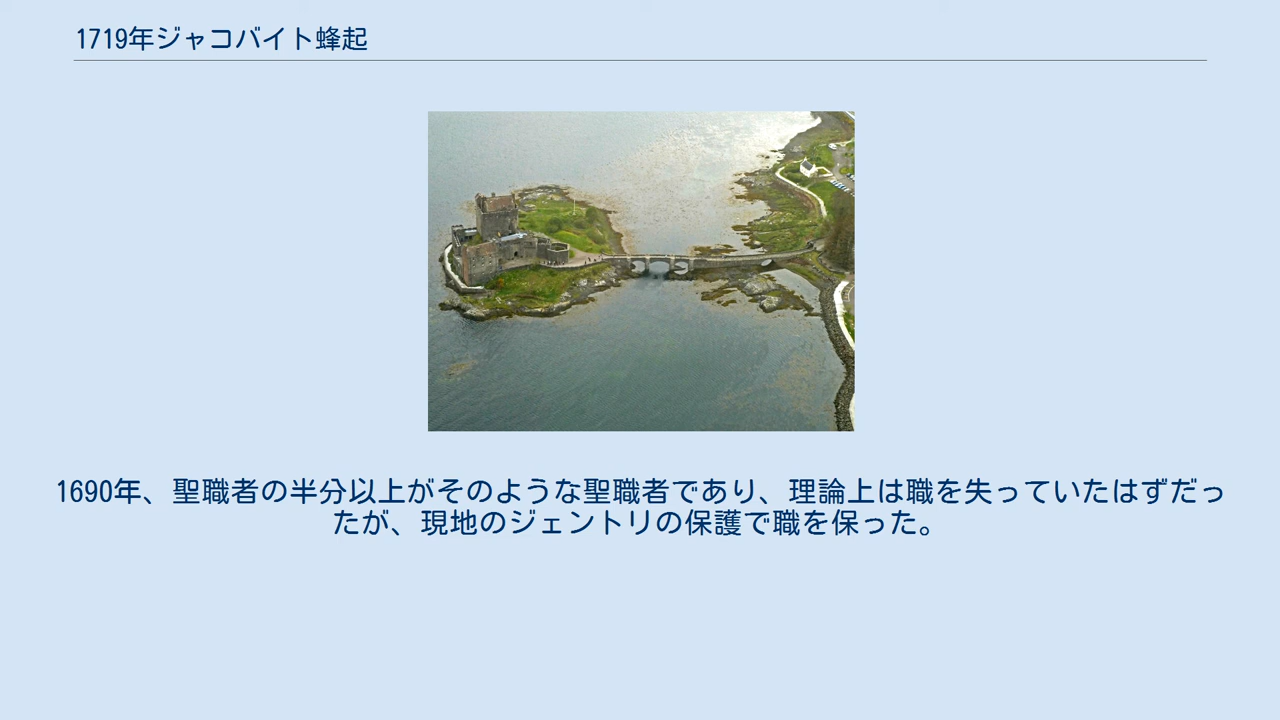 1719年ジャコバイト蜂起
1690年、聖職者の半分以上がそのような聖職者であり、理論上は職を失っていたはずだっ
たが、現地のジェントリの保護で職を保った。